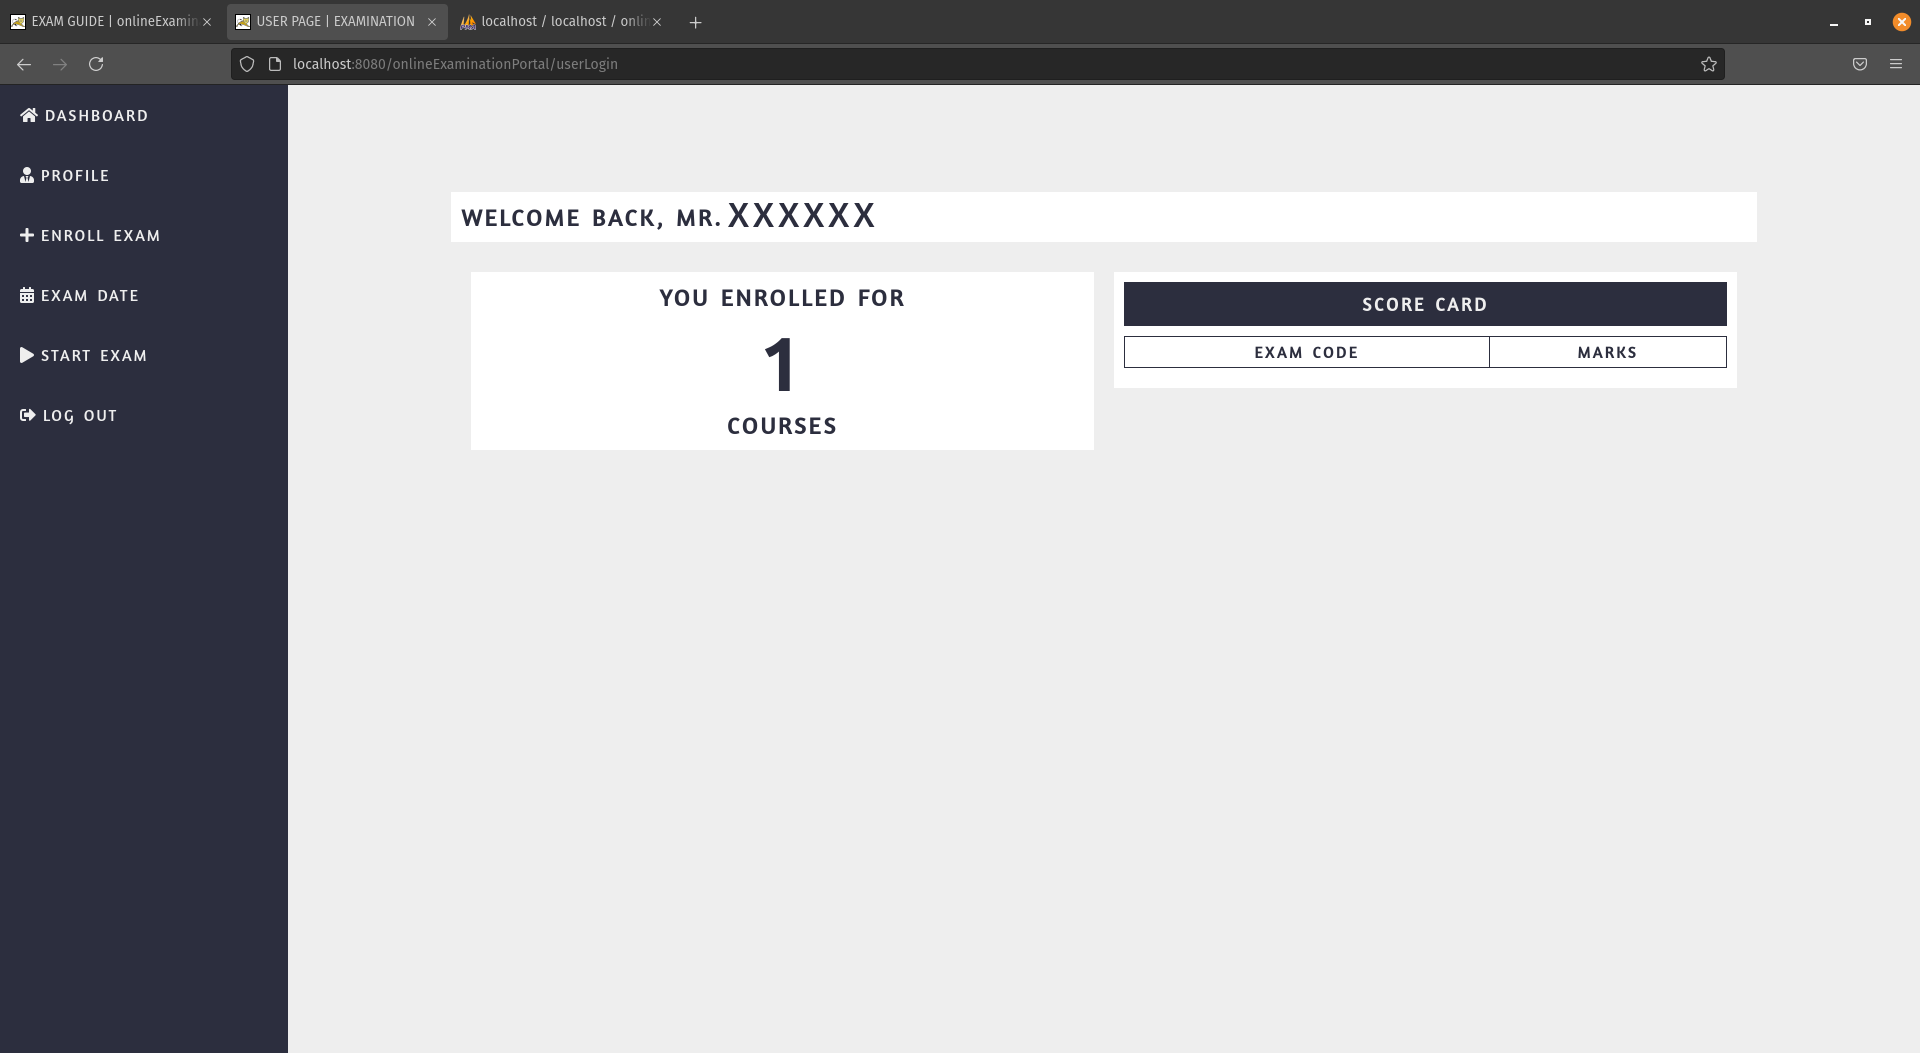 EXAM GUIDE | onlineExamin
USER PAGE | EXAMINATION
localhost / localhost / onlin
localhost:8080/onlineExaminationPortal/userLogin
DASHBOARD
PROFILE
ENROLL EXAM
EXAM DATE
START EXAM
LOG OUT
WELCOME BACK, MR. XXXXXX
YOU ENROLLED FOR
1
COURSES
SCORE CARD
EXAM CODE MARKS